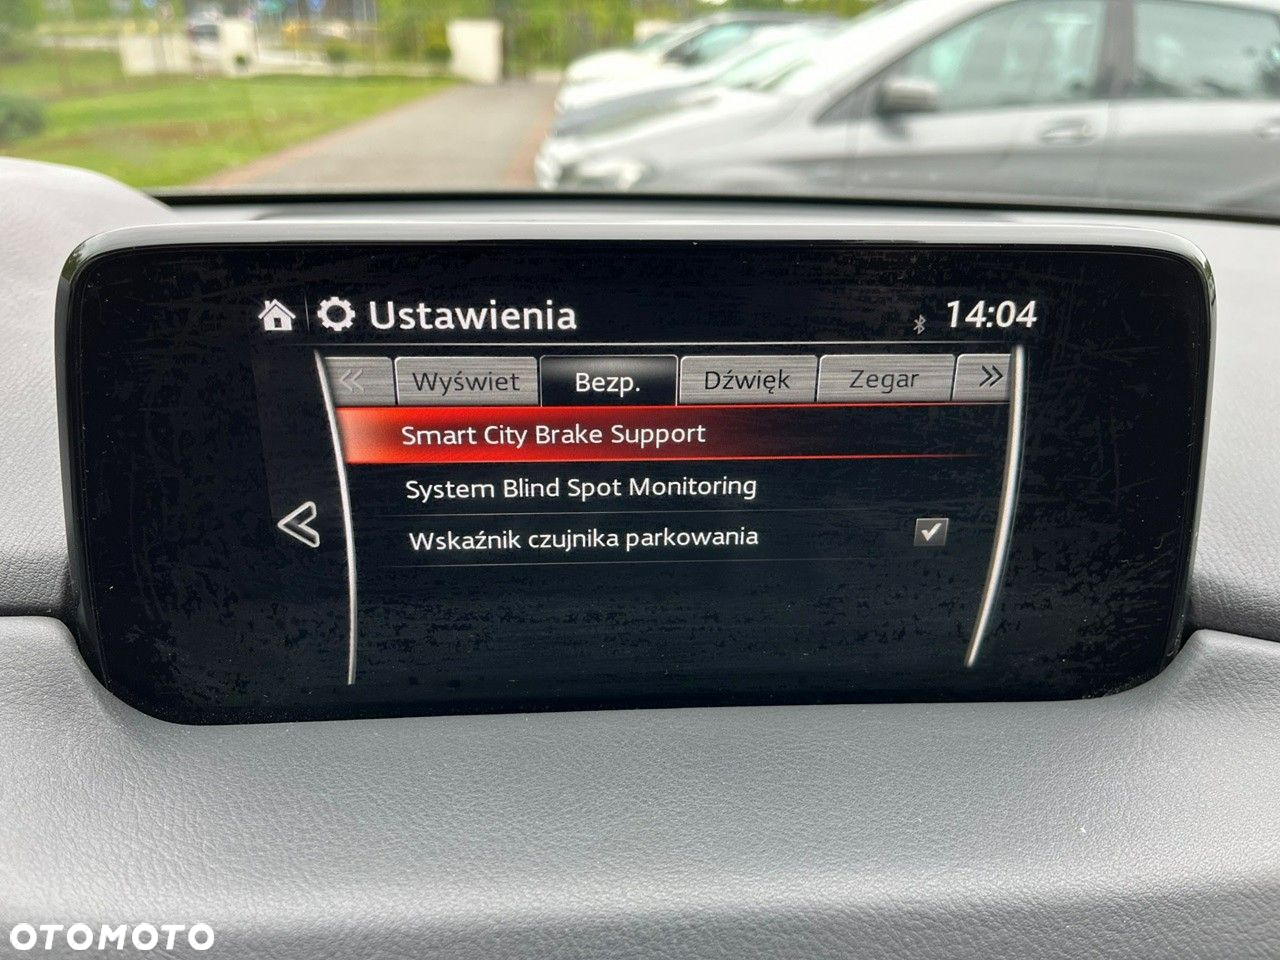 Ustawienia
14:04
Wyświet
Bezp.
Dźwięk
Zegar
Smart City Brake Support
System Blind Spot Monitoring
Wskaźnik czujnika parkowania
OTOMOTO